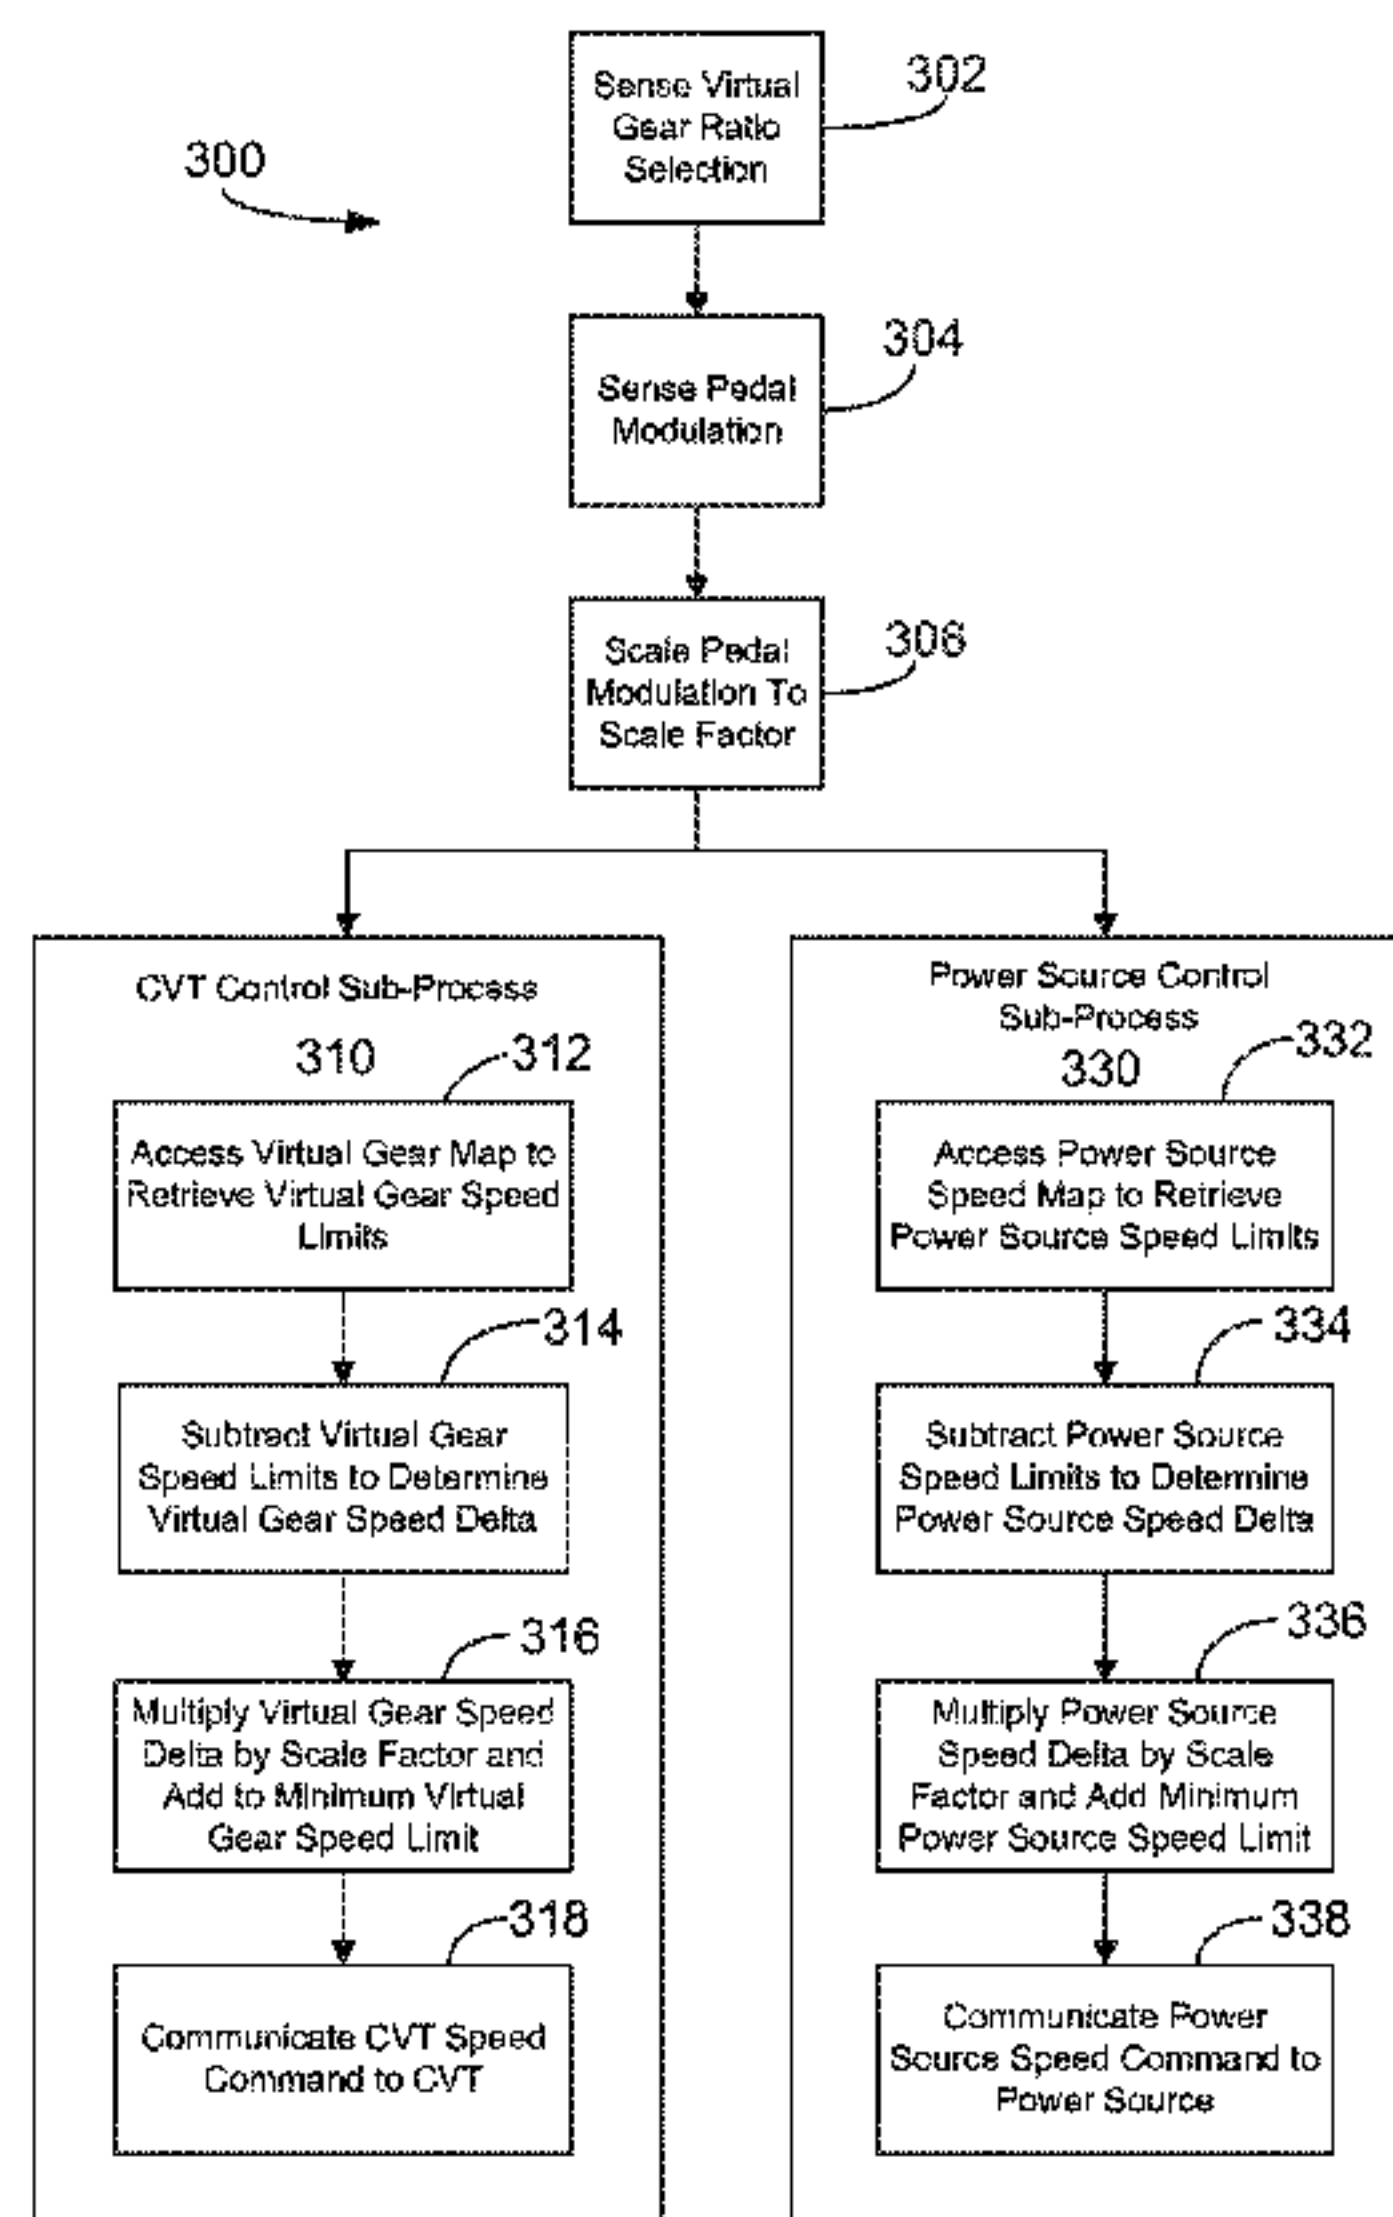 302
Sense Virtual
Gear Ratio
Selection
300
304
Sense Pedal
Modulation
306
Scale Pedal
Modulation To
Scale Factor
CVT Control Sub-Process
310
312
Access Virtual Gear Map to
Retrieve Virtual Gear Speed
Limits
314
Subtract Virtual Gear
Speed Limits to Determine
Virtual Gear Speed Delta
316
Multiply Virtual Gear Speed
Delta by Scale Factor and
Add to Minimum Virtual
Gear Speed Limit
318
Communicate CVT Speed
Command to CVT
Power Source Control
Sub-Process
330
332
Access Power Source
Speed Map to Retrieve
Power Source Speed Limits
334
Subtract Power Source
Speed Limits to Determine
Power Source Speed Delta
336
Multiply Power Source
Speed Delta by Scale
Factor and Add Minimum
Power Source Speed Limit
338
Communicate Power
Source Speed Command to
Power Source